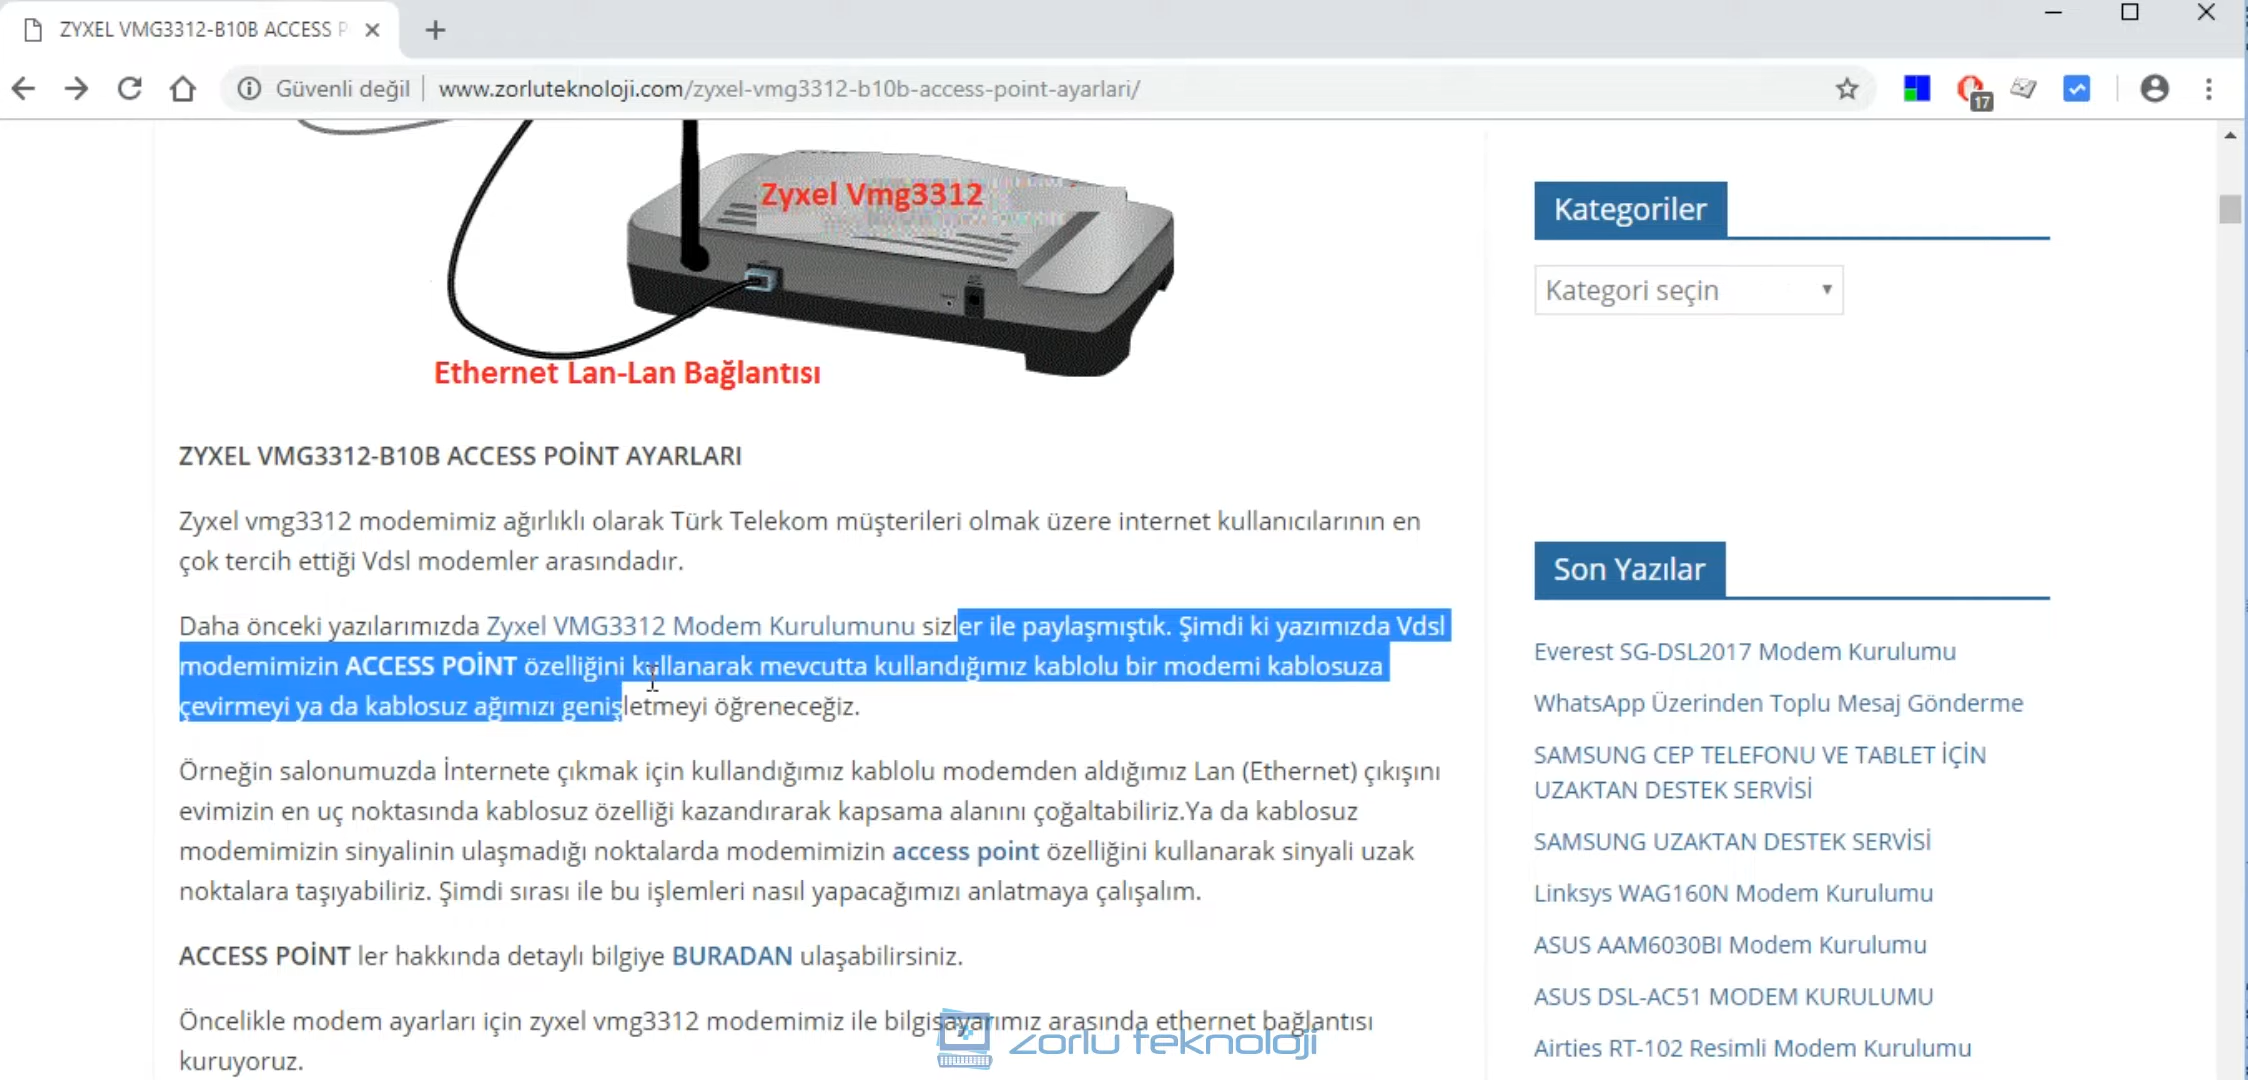 ZYXEL VMG3312-B10B ACCESS P
Güvenli değil
www.zorluteknoloji.com/zyxel-vmg3312-b10b-access-point-ayarlari/
17
Zyxel Vmg3312
Ethernet Lan-Lan Bağlantısı
ZYXEL VMG3312-B10B ACCESS POİNT AYARLARI
Zyxel vmg3312 modemimiz ağırlıklı olarak Türk Telekom müşterileri olmak üzere internet kullanıcılarının en
çok tercih ettiği Vdsl modemler arasındadır.
Daha önceki yazılarımızda Zyxel VMG3312 Modem Kurulumunu sizler ile paylaşmıştık. Şimdi ki yazımızda Vdsl
modemimizin ACCESS POİNT özelliğini kullanarak mevcutta kullandığımız kablolu bir modemi kablosuza
çevirmeyi ya da kablosuz ağımızı genişletmeyi öğreneceğiz.
Örneğin salonumuzda İnternete çıkmak için kullandığımız kablolu modemden aldığımız Lan (Ethernet) çıkışını
evimizin en uç noktasında kablosuz özelliği kazandırarak kapsama alanını çoğaltabiliriz.Ya da kablosuz
modemimizin sinyalinin ulaşmadığı noktalarda modemimizin access point özelliğini kullanarak sinyali uzak
noktalara taşıyabiliriz. Şimdi sırası ile bu işlemleri nasıl yapacağımızı anlatmaya çalışalım.
ACCESS POİNT ler hakkında detaylı bilgiye BURADAN ulaşabilirsiniz.
Öncelikle modem ayarları için zyxel vmg3312 modemimiz ile bilgisayarımız arasında ethernet bağlantısı
kuruyoruz.
zorlu teknoloji
Kategoriler
Kategori seçin
Son Yazılar
Everest SG-DSL2017 Modem Kurulumu
WhatsApp Üzerinden Toplu Mesaj Gönderme
SAMSUNG CEP TELEFONU VE TABLET İÇİN
UZAKTAN DESTEK SERVİSİ
SAMSUNG UZAKTAN DESTEK SERVİSİ
Linksys WAG160N Modem Kurulumu
ASUS AAM6030BI Modem Kurulumu
ASUS DSL-AC51 MODEM KURULUMU
Airties RT-102 Resimli Modem Kurulumu